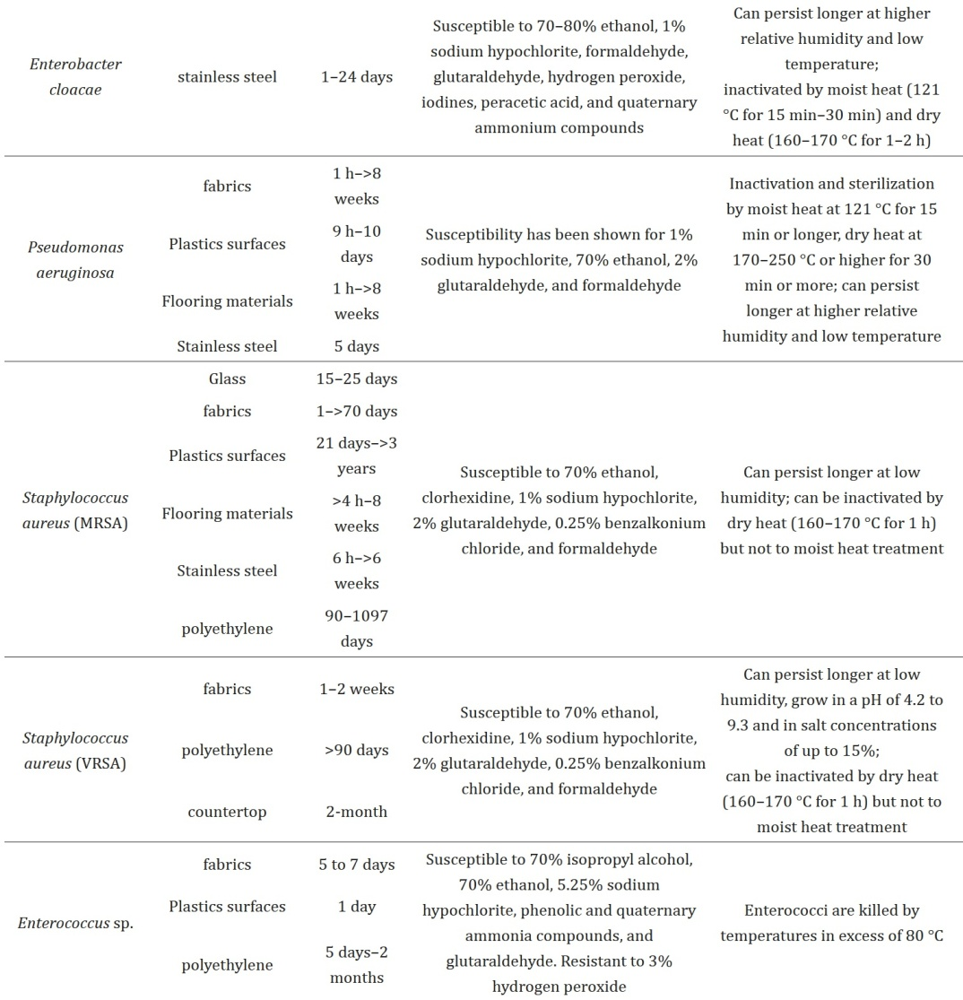 Enterobacter
cloacae
stainless steel
1–24 days
Susceptible to 70–80% ethanol, 1%
sodium hypochlorite, formaldehyde,
glutaraldehyde, hydrogen peroxide,
iodines, peracetic acid, and quaternary
ammonium compounds
Can persist longer at higher
relative humidity and low
temperature;
inactivated by moist heat (121
°C for 15 min–30 min) and dry
heat (160–170 °C for 1–2 h)
Pseudomonas
aeruginosa
fabrics
1 h–>8
weeks
Plastics surfaces
9 h–10
days
Flooring materials
1 h–>8
weeks
Stainless steel
5 days
Susceptibility has been shown for 1%
sodium hypochlorite, 70% ethanol, 2%
glutaraldehyde, and formaldehyde
Inactivation and sterilization
by moist heat at 121 °C for 15
min or longer, dry heat at
170–250 °C or higher for 30
min or more; can persist
longer at higher relative
humidity and low temperature
Staphylococcus
aureus (MRSA)
Glass
15–25 days
fabrics
1–>70 days
Plastics surfaces
21 days–>3
years
Flooring materials
>4 h–8
weeks
Stainless steel
6 h–>6
weeks
polyethylene
90–1097
days
Susceptible to 70% ethanol,
clorhexidine, 1% sodium hypochlorite,
2% glutaraldehyde, 0.25% benzalkonium
chloride, and formaldehyde
Can persist longer at low
humidity; can be inactivated by
dry heat (160–170 °C for 1 h)
but not to moist heat treatment
Staphylococcus
aureus (VRSA)
fabrics
1–2 weeks
polyethylene
>90 days
countertop
2-month
Susceptible to 70% ethanol,
clorhexidine, 1% sodium hypochlorite,
2% glutaraldehyde, 0.25% benzalkonium
chloride, and formaldehyde
Can persist longer at low
humidity, grow in a pH of 4.2 to
9.3 and in salt concentrations
of up to 15%;
can be inactivated by dry heat
(160–170 °C for 1 h) but not to
moist heat treatment
Enterococcus sp.
fabrics
5 to 7 days
Plastics surfaces
1 day
polyethylene
5 days–2
months
Susceptible to 70% isopropyl alcohol,
70% ethanol, 5.25% sodium
hypochlorite, phenolic and quaternary
ammonia compounds, and
glutaraldehyde. Resistant to 3%
hydrogen peroxide
Enterococci are killed by
temperatures in excess of 80 °C